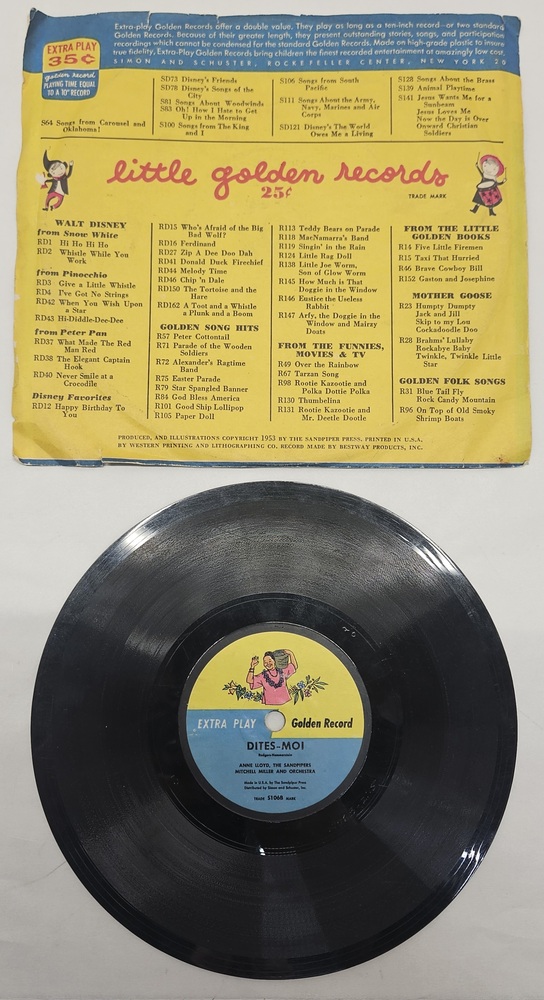 Extra-play Golden Records offer a double value. They play as long as a ten-inch record—or two standard
Golden Records. Because of their greater length, they present outstanding stories, songs, and participation
recordings which cannot be condensed for the standard Golden Records. Made on high-grade plastic to insure
true fidelity, Extra-Play Golden Records bring children the finest recorded entertainment at amazingly low cost.
SIMON AND SCHUSTER, ROCKEFELLER CENTER, NEW YORK 20
EXTRA PLAY
35¢
golden record
PLAYING TIME EQUAL
TO A 10" RECORD
S64 Songs from Carousel and
Oklahoma!
SD73 Disney's Friends
SD78 Disney's Songs of the
City
S81 Songs About Woodwinds
S83 Oh! How I Hate to Get
Up in the Morning
S100 Songs from The King
and I
S106 Songs from South
Pacific
S111 Songs About the Army,
Navy, Marines and Air
Corps
SD121 Disney's The World
Owes Me a Living
S128 Songs About the Brass
S139 Animal Playtime
S141 Jesus Wants Me for a
Sunbeam
Jesus Loves Me
Now the Day is Over
Onward Christian
Soldiers
little golden records
25¢
TRADE MARK
WALT DISNEY
from Snow White
RD1 Hi Ho Hi Ho
RD2 Whistle While You
Work
from Pinocchio
RD3 Give a Little Whistle
RD4 I've Got No Strings
RD42 When You Wish Upon
a Star
RD43 Hi-Diddle-Dee-Dee
from Peter Pan
RD37 What Made The Red
Man Red
RD38 The Elegant Captain
Hook
RD40 Never Smile at a
Crocodile
Disney Favorites
RD12 Happy Birthday To
You
RD15 Who's Afraid of the Big
Bad Wolf?
RD16 Ferdinand
RD27 Zip A Dee Doo Dah
RD41 Donald Duck Firechief
RD44 Melody Time
RD46 Chip 'n Dale
RD150 The Tortoise and the
Hare
RD162 A Toot and a Whistle
a Plunk and a Boom
GOLDEN SONG HITS
R57 Peter Cottontail
R71 Parade of the Wooden
Soldiers
R72 Alexander's Ragtime
Band
R75 Easter Parade
R79 Star Spangled Banner
R84 God Bless America
R101 Good Ship Lollipop
R105 Paper Doll
R113 Teddy Bears on Parade
R118 MacNamarra's Band
R119 Singin' in the Rain
R124 Little Rag Doll
R138 Little Joe Worm,
Son of Glow Worm
R145 How Much is That
Doggie in the Window
R146 Eustice the Useless
Rabbit
R147 Arfy, the Doggie in the
Window and Mairzy
Doats
FROM THE FUNNIES,
MOVIES & TV
R49 Over the Rainbow
R67 Tarzan Song
R98 Rootie Kazootie and
Polka Dottie Polka
R130 Thumbelina
R131 Rootie Kazootie and
Mr. Deetle Dootle
FROM THE LITTLE
GOLDEN BOOKS
R14 Five Little Firemen
R15 Taxi That Hurried
R46 Brave Cowboy Bill
R152 Gaston and Josephine
MOTHER GOOSE
R23 Humpty Dumpty
Jack and Jill
Skip to my Lou
Cockadoodle Doo
R28 Brahms' Lullaby
Rockabye Baby
Twinkle, Twinkle Little
Star
GOLDEN FOLK SONGS
R31 Blue Tail Fly
Rock Candy Mountain
R96 On Top of Old Smoky
Shrimp Boats
PRODUCED, AND ILLUSTRATIONS COPYRIGHT 1953 BY THE SANDPIPER PRESS. PRINTED IN U.S.A.
BY WESTERN PRINTING AND LITHOGRAPHING CO. RECORD MADE BY BESTWAY PRODUCTS, INC.
EXTRA PLAY Golden Record
DITES-MOI
Rodgers-Hammerstein
ANNE LLOYD, THE SANDPIPERS
MITCHELL MILLER AND ORCHESTRA
Made in U.S.A. by The Sandpiper Press
Distributed by Simon and Schuster, Inc.
TRADE S106B MARK